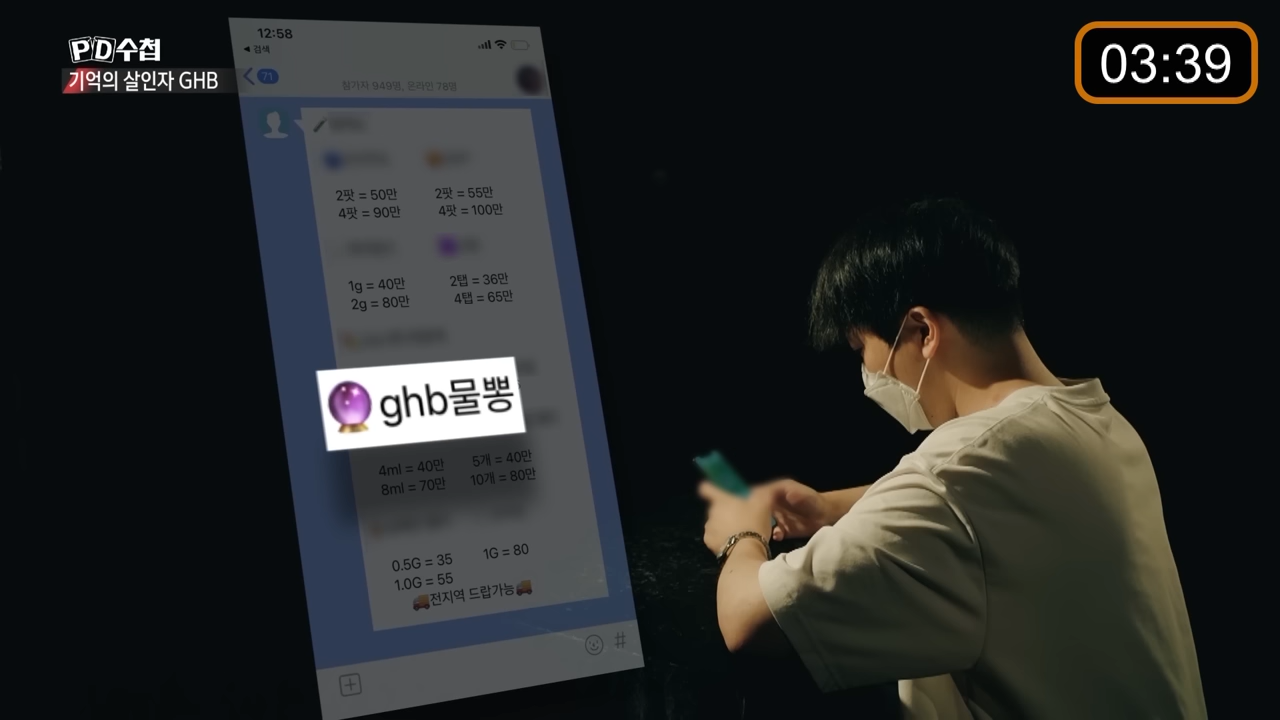 PD수첩
기억의 살인자 GHB
03:39
12:58
◀ 검색
71
참가자 949명, 온라인 78명
2팟 = 50만
4팟 = 90만
2팟 = 55만
4팟 = 100만
1g = 40만
2g = 80만
2탭 = 36만
4탭 = 65만
ghb물뽕
4ml = 40만
8ml = 70만
5개 = 40만
10개 = 80만
0.5G = 35
1.0G = 55
1G = 80
전지역 드랍가능
#